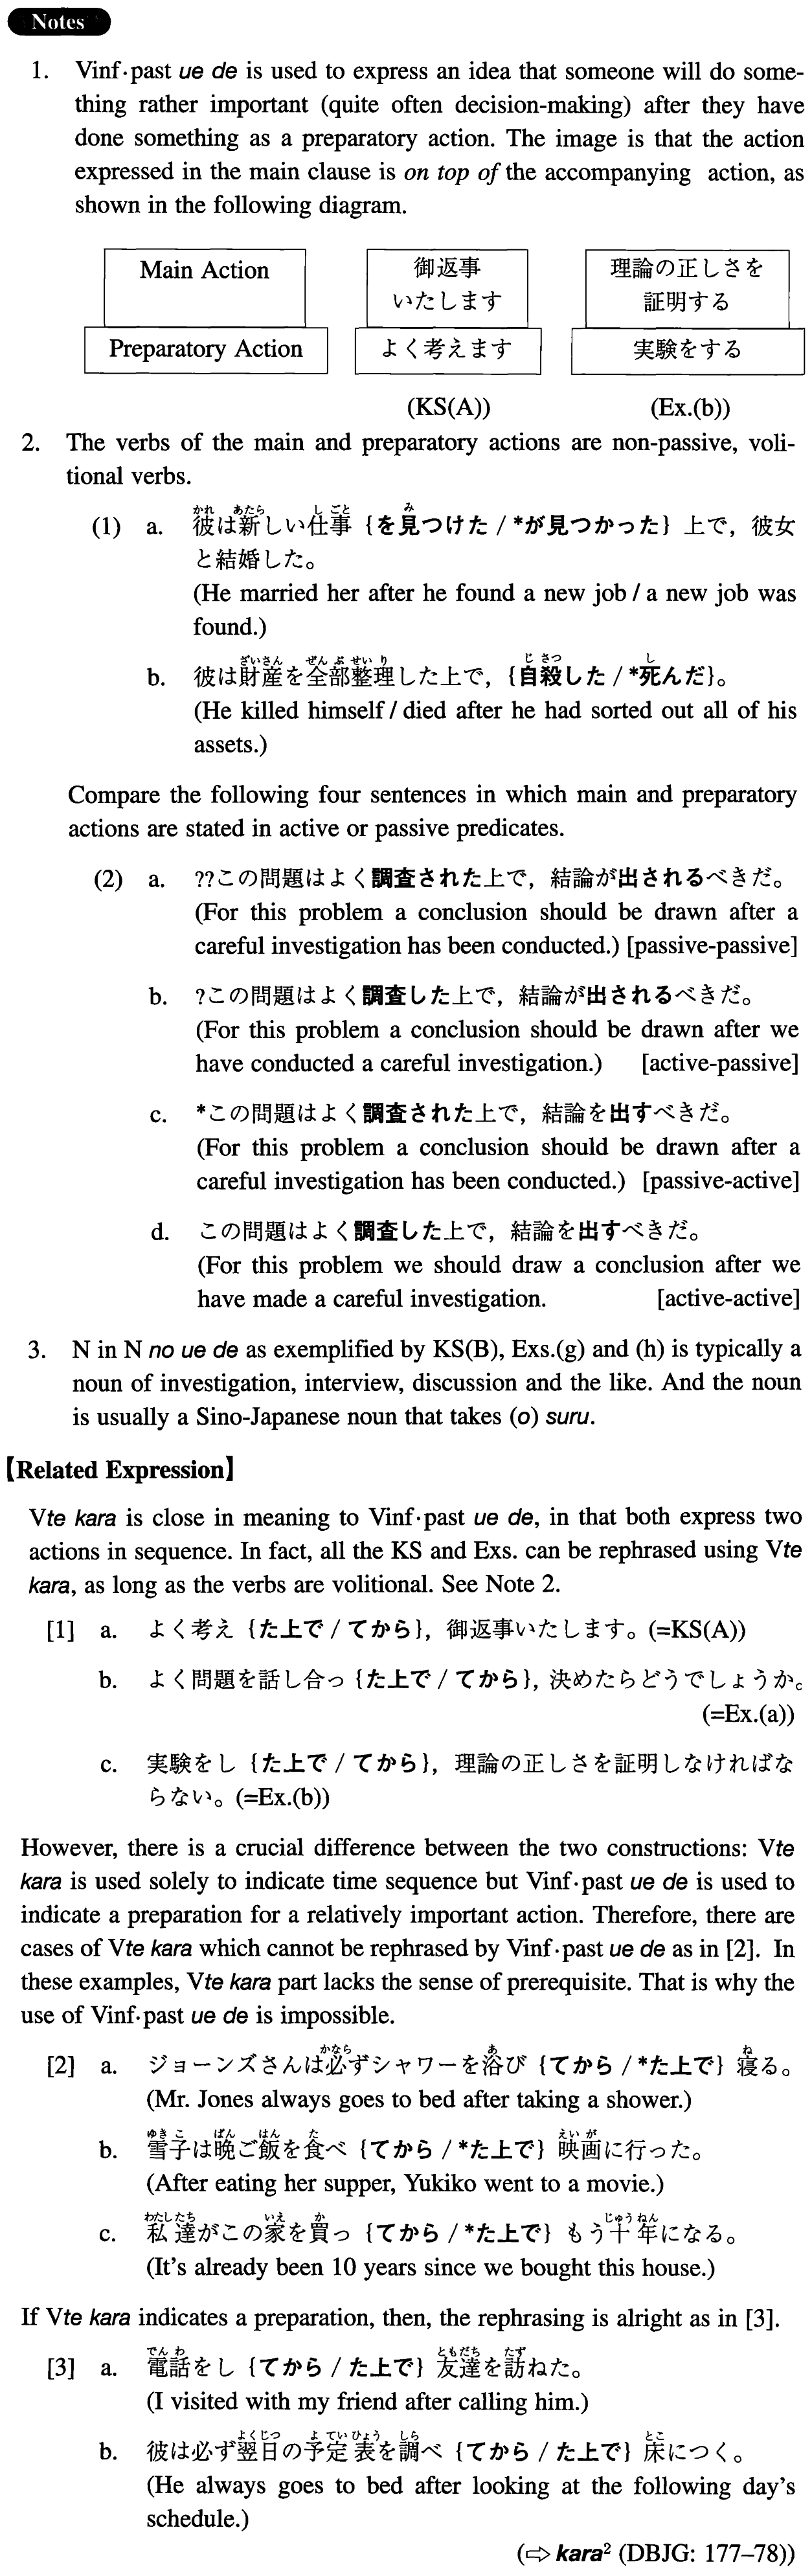 Notes
1. Vinf·past ue de is used to express an idea that someone will do some-
thing rather important (quite often decision-making) after they have
done something as a preparatory action. The image is that the action
expressed in the main clause is on top of the accompanying action, as
shown in the following diagram.
Main Action
Preparatory Action
御返事
いたします
よく考えます
(KS(A))
理論の正しさを
証明する
実験をする
(Ex.(b))
2. The verbs of the main and preparatory actions are non-passive, voli-
tional verbs.
(1) a. 彼は新しい仕事{を見つけた / *が見つかった}上で，彼女
と結婚した。
(He married her after he found a new job / a new job was
found.)
b. 彼は財産を全部整理した上で，{自殺した / *死んだ}。
(He killed himself / died after he had sorted out all of his
assets.)
Compare the following four sentences in which main and preparatory
actions are stated in active or passive predicates.
(2) a. ??この問題はよく調査された上で，結論が出されるべきだ。
(For this problem a conclusion should be drawn after a
careful investigation has been conducted.) [passive-passive]
b. ?この問題はよく調査した上で，結論が出されるべきだ。
(For this problem a conclusion should be drawn after we
have conducted a careful investigation.) [active-passive]
c. *この問題はよく調査された上で，結論を出すべきだ。
(For this problem a conclusion should be drawn after a
careful investigation has been conducted.) [passive-active]
d. この問題はよく調査した上で，結論を出すべきだ。
(For this problem we should draw a conclusion after we
have made a careful investigation. [active-active]
3. N in N no ue de as exemplified by KS(B), Exs.(g) and (h) is typically a
noun of investigation, interview, discussion and the like. And the noun
is usually a Sino-Japanese noun that takes (o) suru.
【Related Expression】
Vte kara is close in meaning to Vinf·past ue de, in that both express two
actions in sequence. In fact, all the KS and Exs. can be rephrased using Vte
kara, as long as the verbs are volitional. See Note 2.
[1] a. よく考え{た上で / てから}，御返事いたします。(=KS(A))
b. よく問題を話し合っ{た上で / てから}，決めたらどうでしょうか。
(=Ex.(a))
c. 実験をし{た上で / てから}，理論の正しさを証明しなければな
らない。(=Ex.(b))
However, there is a crucial difference between the two constructions: Vte
kara is used solely to indicate time sequence but Vinf·past ue de is used to
indicate a preparation for a relatively important action. Therefore, there are
cases of Vte kara which cannot be rephrased by Vinf·past ue de as in [2]. In
these examples, Vte kara part lacks the sense of prerequisite. That is why the
use of Vinf·past ue de is impossible.
[2] a. ジョーンズさんは必ずシャワーを浴び{てから / *た上で}寝る。
(Mr. Jones always goes to bed after taking a shower.)
b. 雪子は晩ご飯を食べ{てから / *た上で}映画に行った。
(After eating her supper, Yukiko went to a movie.)
c. 私達がこの家を買っ{てから / *た上で}もう十年になる。
(It's already been 10 years since we bought this house.)
If Vte kara indicates a preparation, then, the rephrasing is alright as in [3].
[3] a. 電話をし{てから / た上で}友達を訪ねた。
(I visited with my friend after calling him.)
b. 彼は必ず翌日の予定表を調べ{てから / た上で}床につく。
(He always goes to bed after looking at the following day's
schedule.)
(⇨ kara² (DBJG: 177–78))